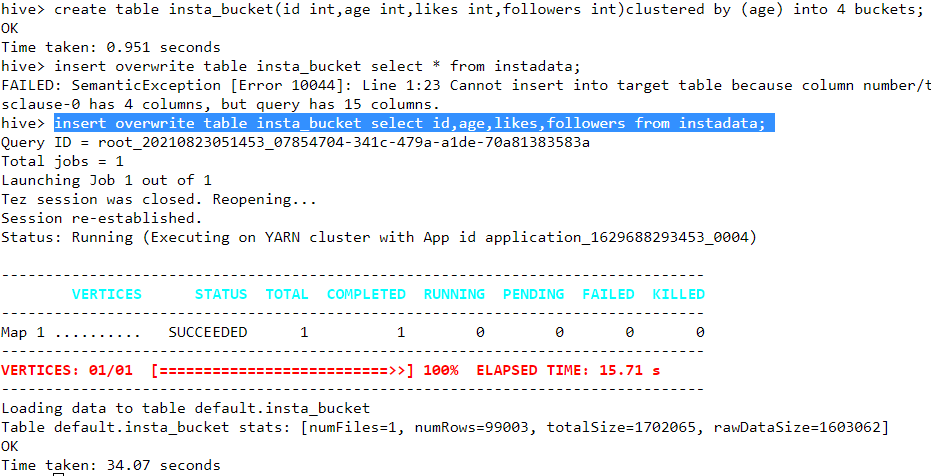 hive> create table insta_bucket(id int,age int,likes int,followers int)clustered by (age) into 4 buckets;
OK
Time taken: 0.951 seconds
hive> insert overwrite table insta_bucket select * from instadata;
FAILED: SemanticException [Error 10044]: Line 1:23 Cannot insert into target table because column number/t
sclause-0 has 4 columns, but query has 15 columns.
hive> insert overwrite table insta_bucket select id,age,likes,followers from instadata;
Query ID = root_20210823051453_07854704-341c-479a-a1de-70a81383583a
Total jobs = 1
Launching Job 1 out of 1
Tez session was closed. Reopening...
Session re-established.
Status: Running (Executing on YARN cluster with App id application_1629688293453_0004)
--------------------------------------------------------------------------------
VERTICES STATUS TOTAL COMPLETED RUNNING PENDING FAILED KILLED
--------------------------------------------------------------------------------
Map 1 .......... SUCCEEDED 1 1 0 0 0 0
--------------------------------------------------------------------------------
VERTICES: 01/01 [==========================>>] 100% ELAPSED TIME: 15.71 s
--------------------------------------------------------------------------------
Loading data to table default.insta_bucket
Table default.insta_bucket stats: [numFiles=1, numRows=99003, totalSize=1702065, rawDataSize=1603062]
OK
Time taken: 34.07 seconds